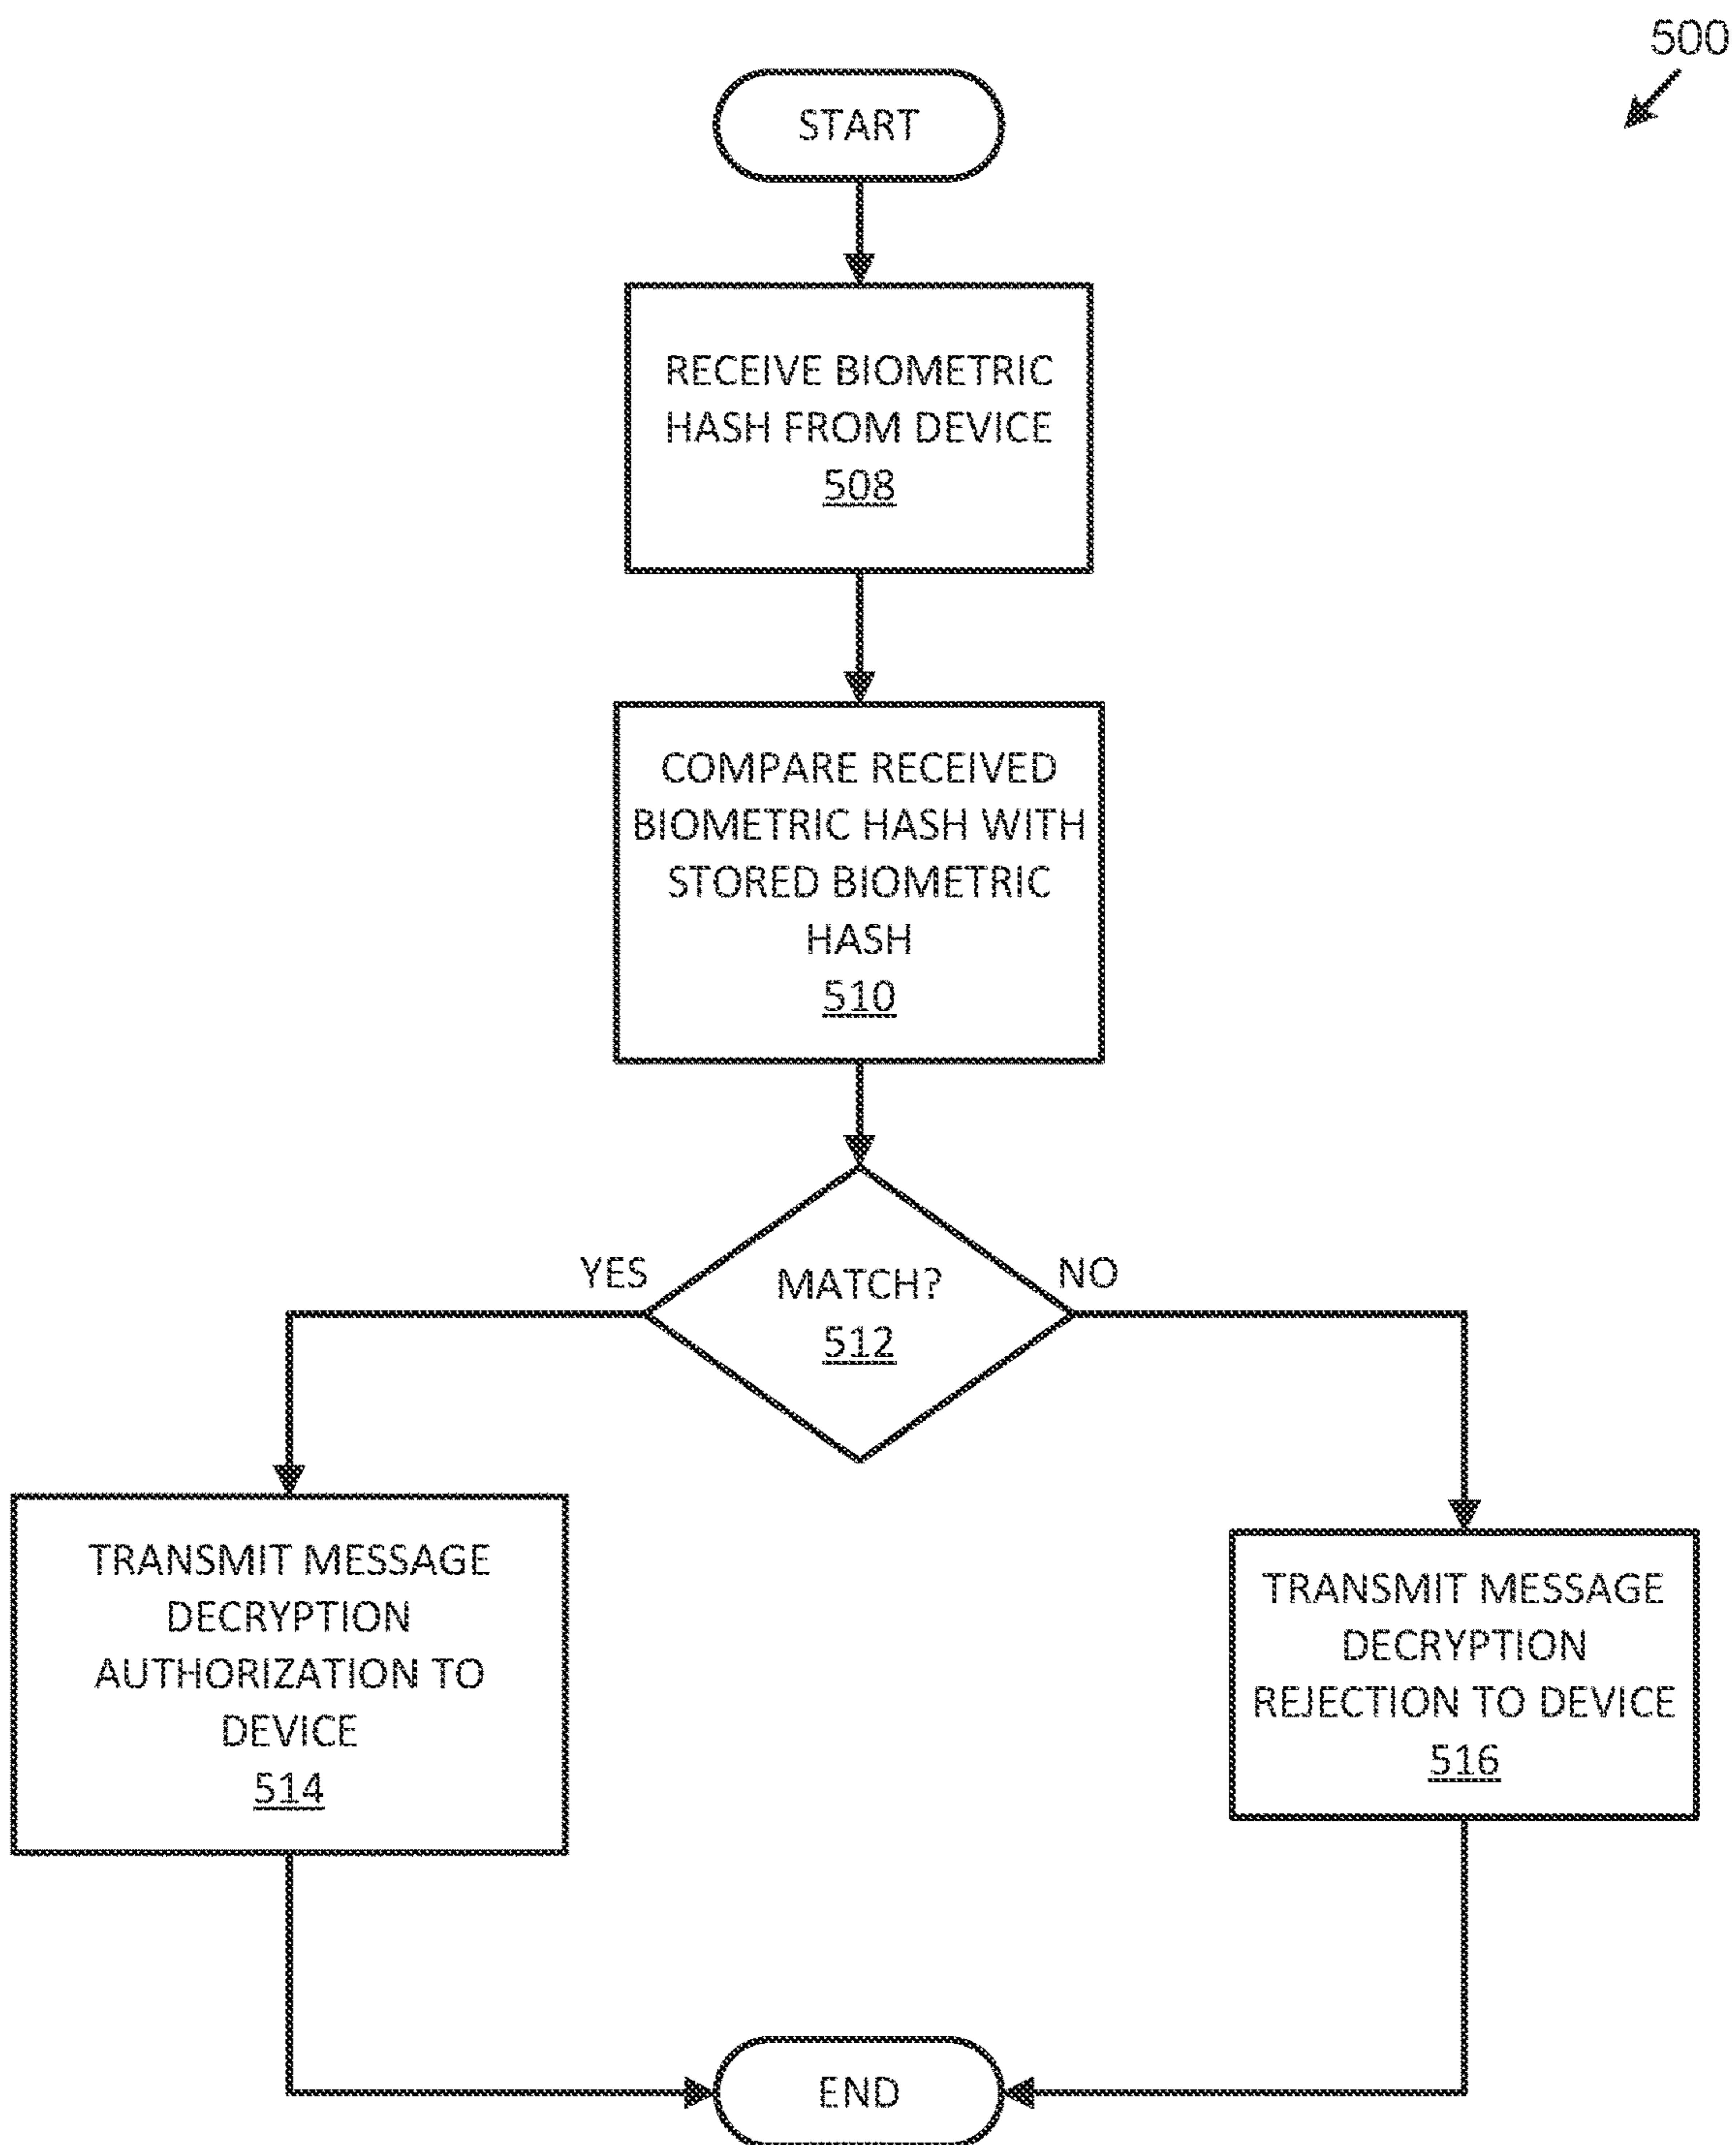 500
START
RECEIVE BIOMETRIC
HASH FROM DEVICE
508
COMPARE RECEIVED
BIOMETRIC HASH WITH
STORED BIOMETRIC
HASH
510
YES
MATCH?
512
NO
TRANSMIT MESSAGE
DECRYPTION
AUTHORIZATION TO
DEVICE
514
TRANSMIT MESSAGE
DECRYPTION
REJECTION TO DEVICE
516
END